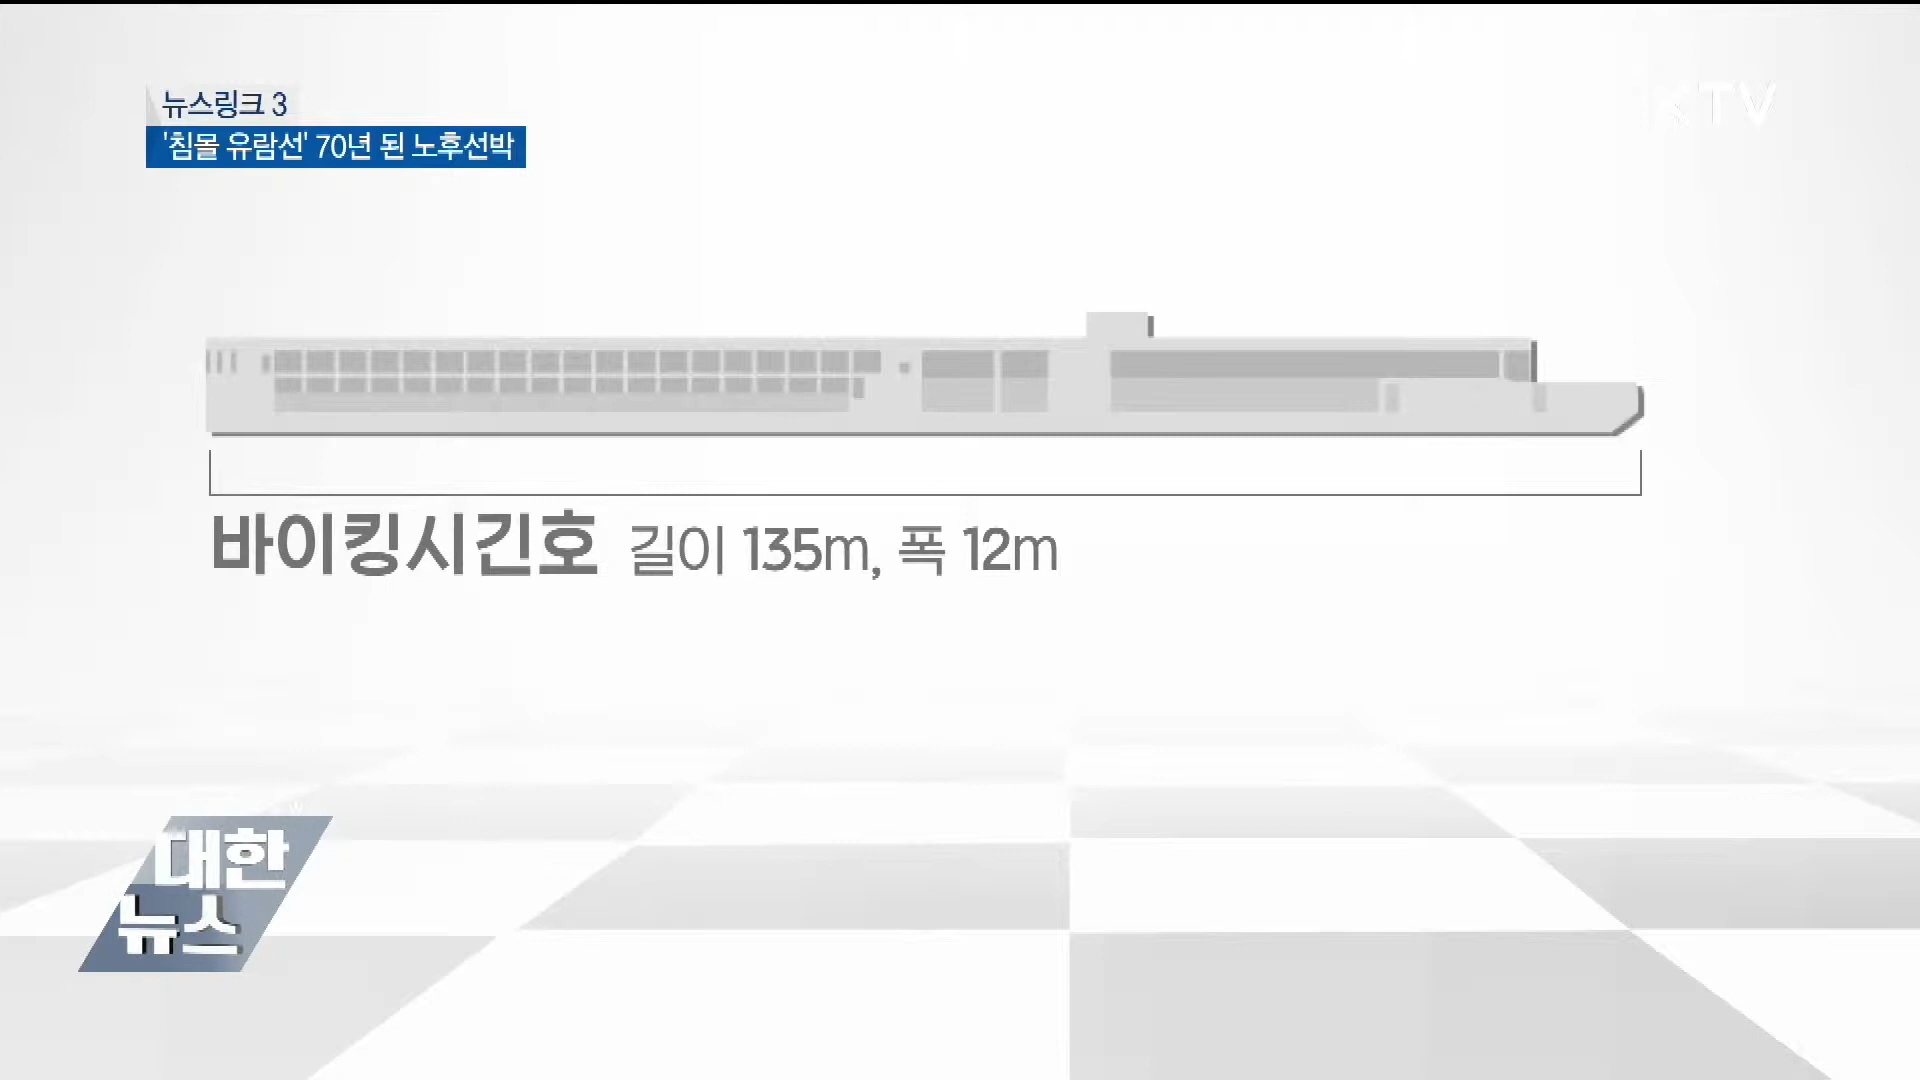 뉴스링크 3
KTV
'침몰 유람선' 70년 된 노후선박
바이킹시긴호 길이 135m, 폭 12m
대한
뉴스